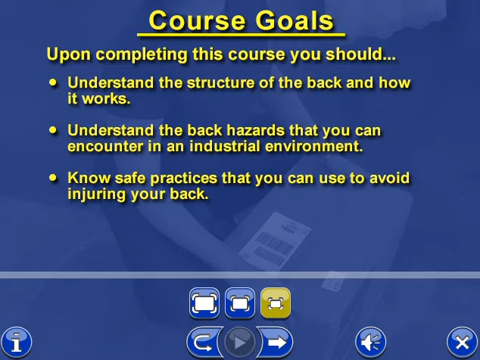 Course Goals
Upon completing this course you should...
• Understand the structure of the back and how
it works.
• Understand the back hazards that you can
encounter in an industrial environment.
• Know safe practices that you can use to avoid
injuring your back.